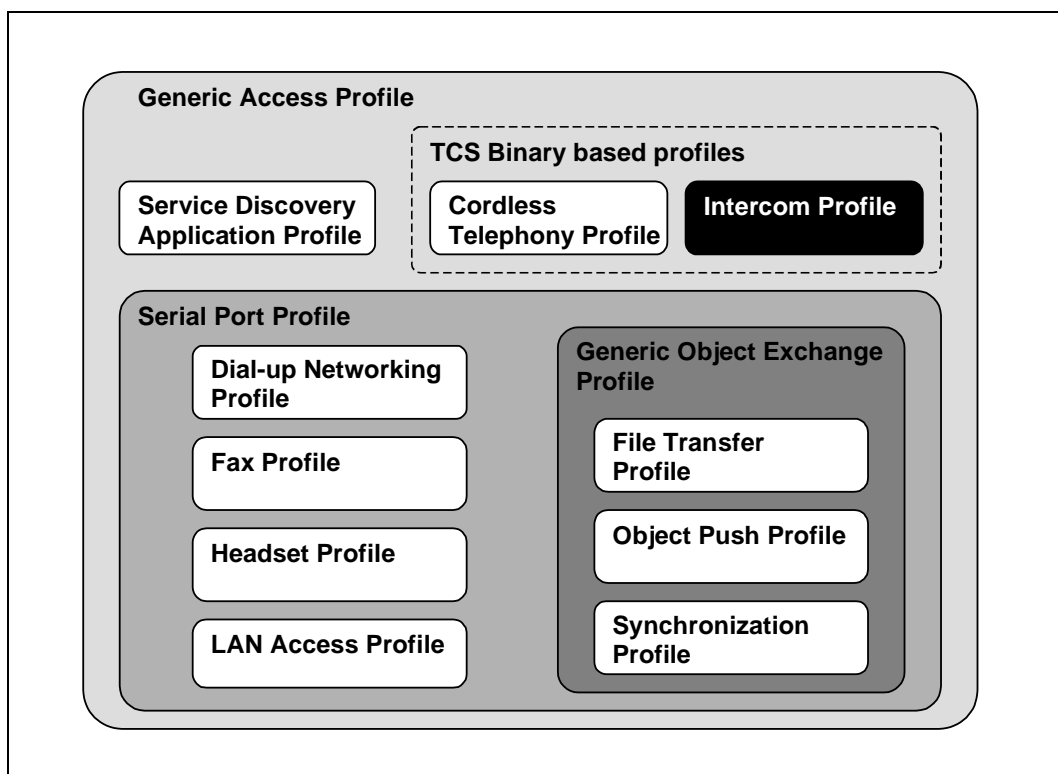 Generic Access Profile
TCS Binary based profiles
Service Discovery
Application Profile
Cordless
Telephony Profile
Intercom Profile
Serial Port Profile
Dial-up Networking
Profile
Fax Profile
Headset Profile
LAN Access Profile
Generic Object Exchange
Profile
File Transfer
Profile
Object Push Profile
Synchronization
Profile